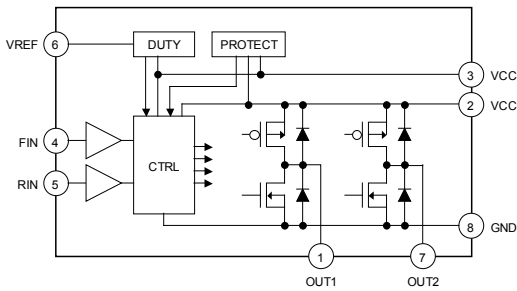 VREF 6 DUTY PROTECT
3 VCC
2 VCC
FIN 4
CTRL
RIN 5
8 GND
1 7
OUT1 OUT2